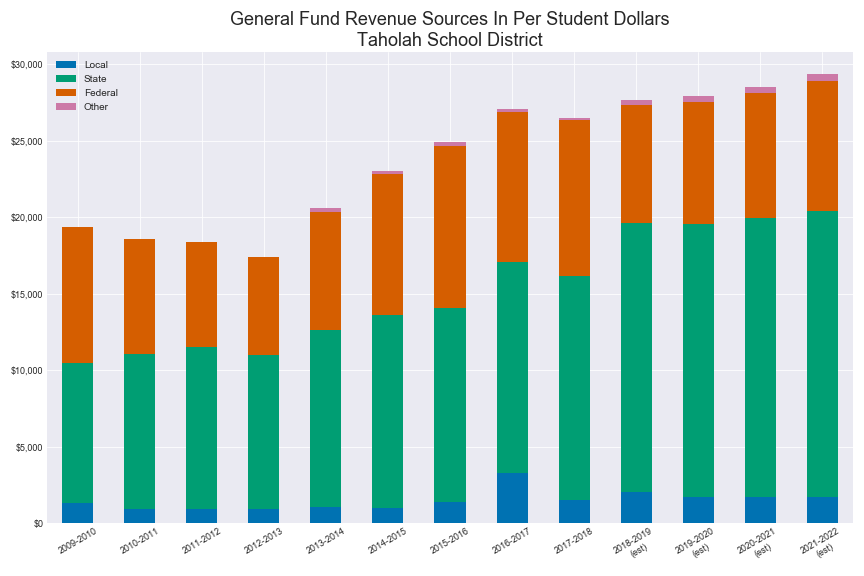 General Fund Revenue Sources In Per Student Dollars
Taholah School District
$30,000
$25,000
$20,000
$15,000
$10,000
$5,000
$0
Local
State
Federal
Other
2009-2010
2010-2011
2011-2012
2012-2013
2013-2014
2014-2015
2015-2016
2016-2017
2017-2018
2018-2019
(est)
2019-2020
(est)
2020-2021
(est)
2021-2022
(est)